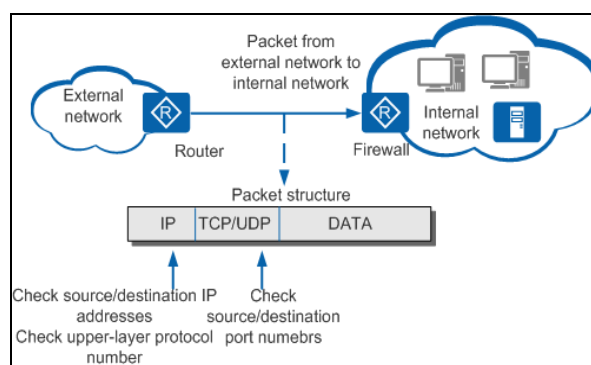 Packet from
external network to
internal network
External
network
R
Router
R
Firewall
Internal
network
Packet structure
IP TCP/UDP DATA
Check source/destination IP
addresses
Check upper-layer protocol
number
Check
source/destination
port numebrs